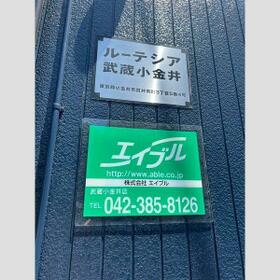 ルーテシア
武蔵小金井
エイブル
http://www.able.co.jp
株式会社 エイブル
武蔵小金井店
TEL 042-385-8126